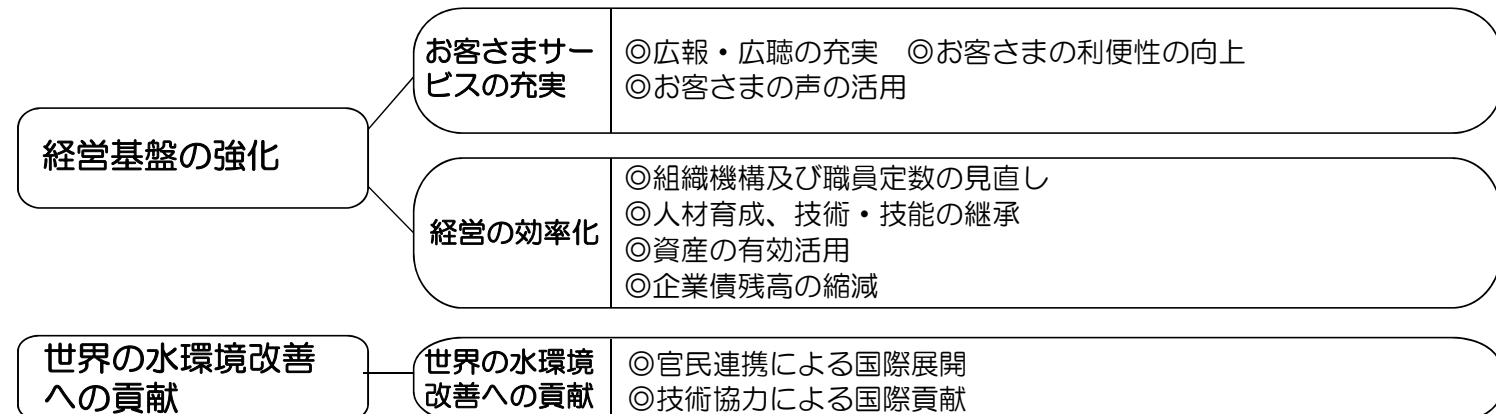 経営基盤の強化
お客さまサー
ビスの充実
◎広報・広聴の充実　◎お客さまの利便性の向上
◎お客さまの声の活用
経営の効率化
◎組織機構及び職員定数の見直し
◎人材育成、技術・技能の継承
◎資産の有効活用
◎企業債残高の縮減
世界の水環境改善
への貢献
世界の水環境
改善への貢献
◎官民連携による国際展開
◎技術協力による国際貢献